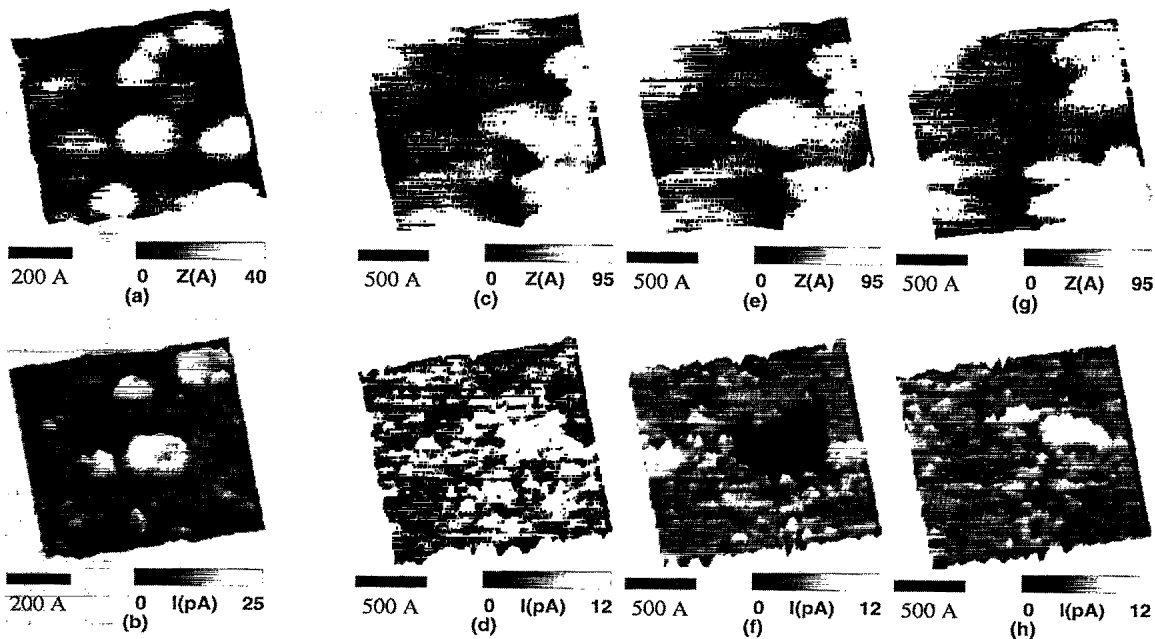 200 A 0 Z(A) 40
(a)
500 A 0 Z(A) 95
(c)
500 A 0 Z(A) 95
(e)
500 A 0 Z(A) 95
(g)
200 A 0 I(pA) 25
(b)
500 A 0 I(pA) 12
(d)
500 A 0 I(pA) 12
(f)
500 A 0 I(pA) 12
(h)